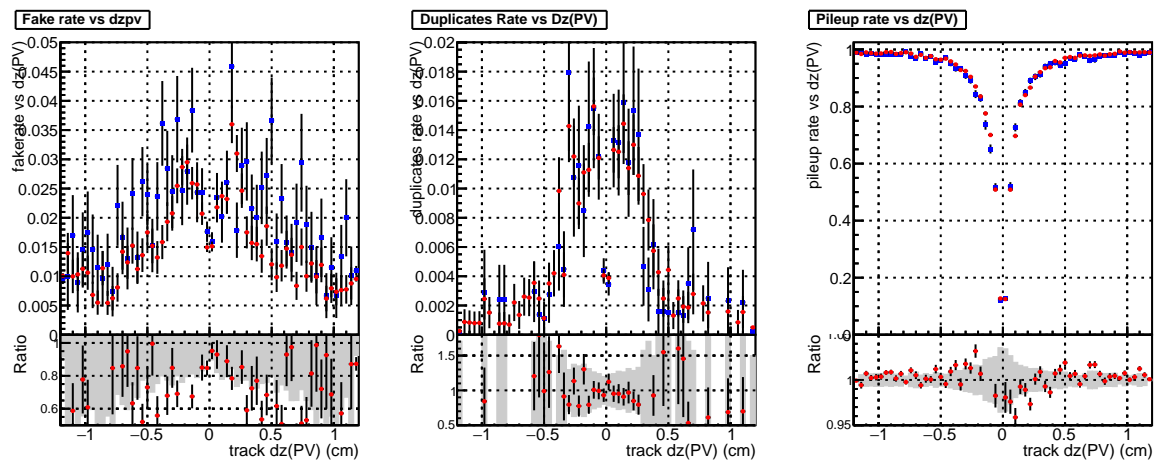 Fake rate vs dzpv
fakerate vs dz(PV)
0.05
0.045
0.04
0.035
0.03
0.025
0.02
0.015
0.01
0.005
0
Ratio
0.8
0.6
−1 −0.5 0 0.5 1
track dz(PV) (cm)
Duplicates Rate vs Dz(PV)
duplicates rate vs dz(PV)
0.02
0.018
0.016
0.014
0.012
0.01
0.008
0.006
0.004
0.002
0
Ratio
1.5
1
0.5
−1 −0.5 0 0.5 1
track dz(PV) (cm)
Pileup rate vs dz(PV)
pileup rate vs dz(PV)
1
0.8
0.6
0.4
0.2
0
Ratio
1
0.95
−1 −0.5 0 0.5 1
track dz(PV) (cm)